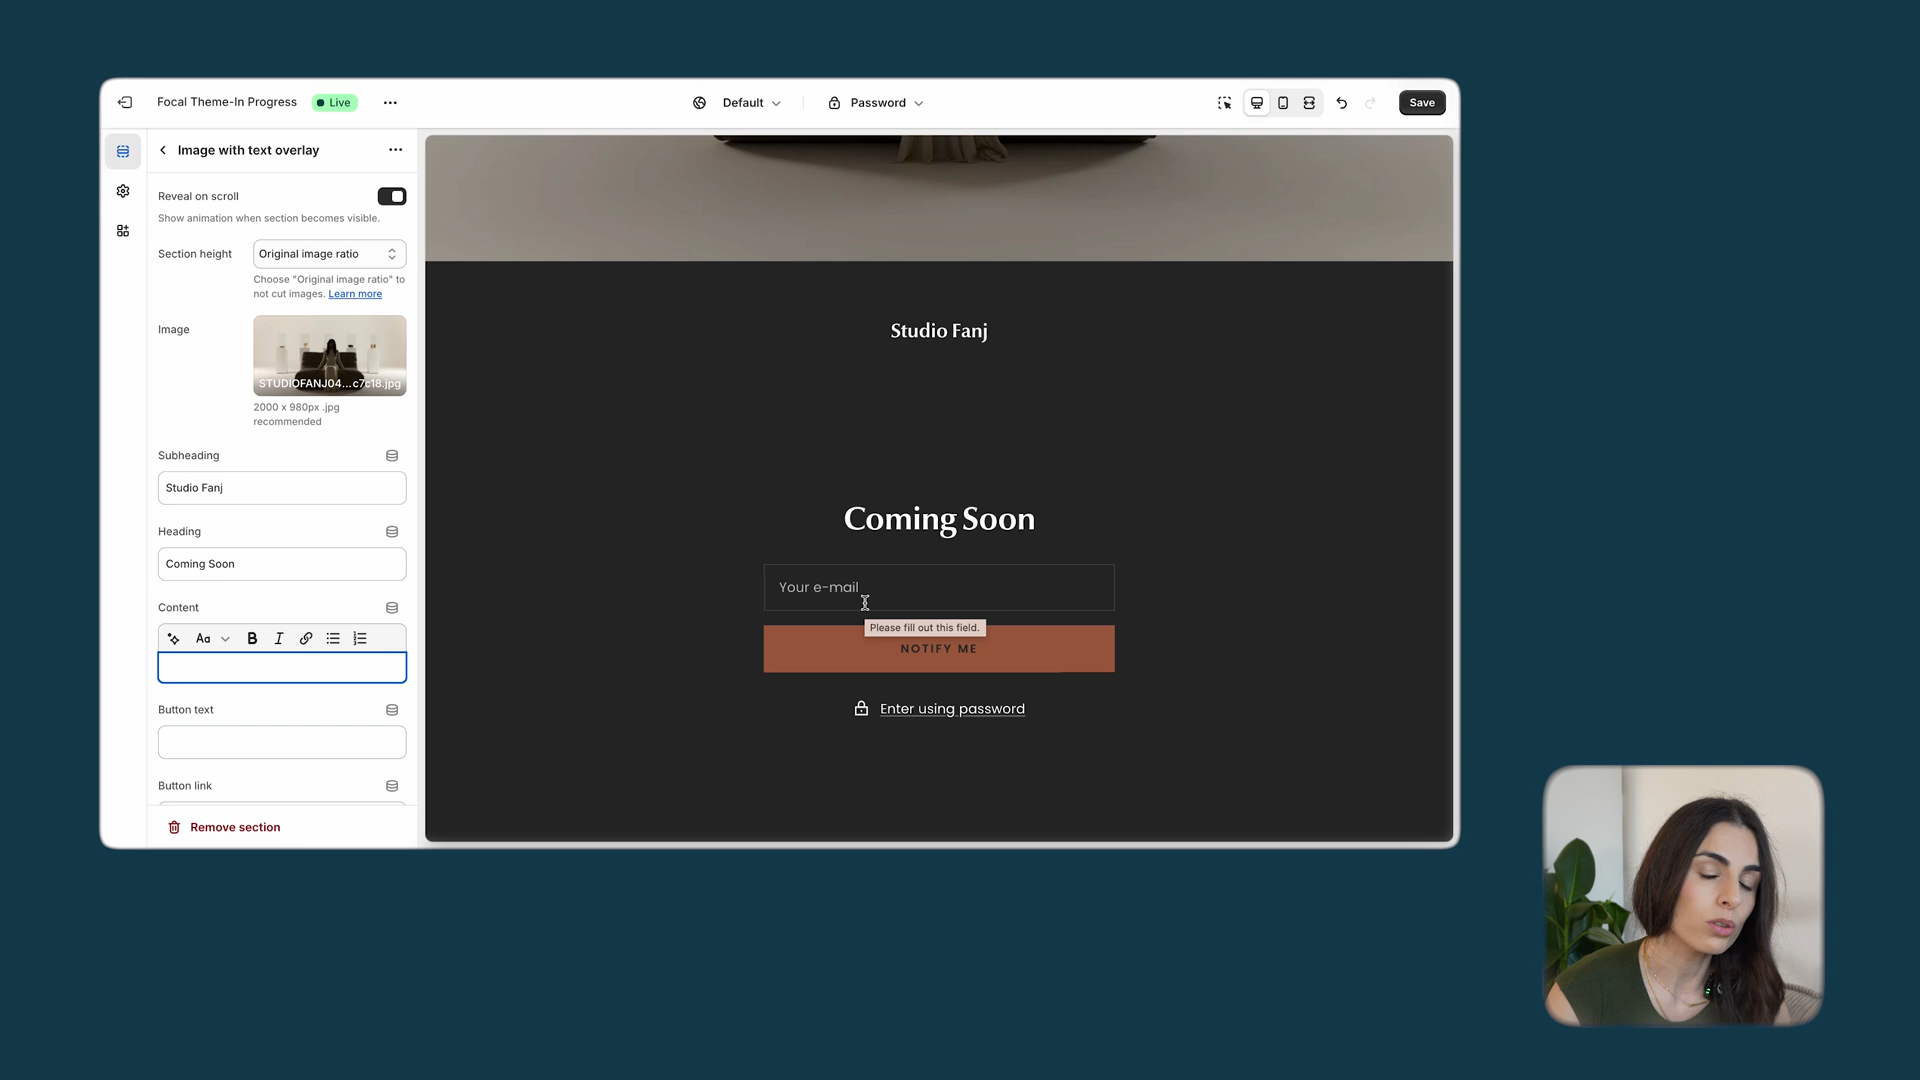 Focal Theme-In Progress
Live
Default
Password
Save
Image with text overlay
Reveal on scroll
Show animation when section becomes visible.
Section height
Original image ratio
Choose "Original image ratio" to
not cut images. Learn more
Image
STUDIOFANJ04...c7c18.jpg
2000 x 980px .jpg
recommended
Subheading
Studio Fanj
Heading
Coming Soon
Content
Aa
B
I
Button text
Button link
Remove section
Studio Fanj
Coming Soon
Your e-mail
Please fill out this field.
NOTIFY ME
Enter using password